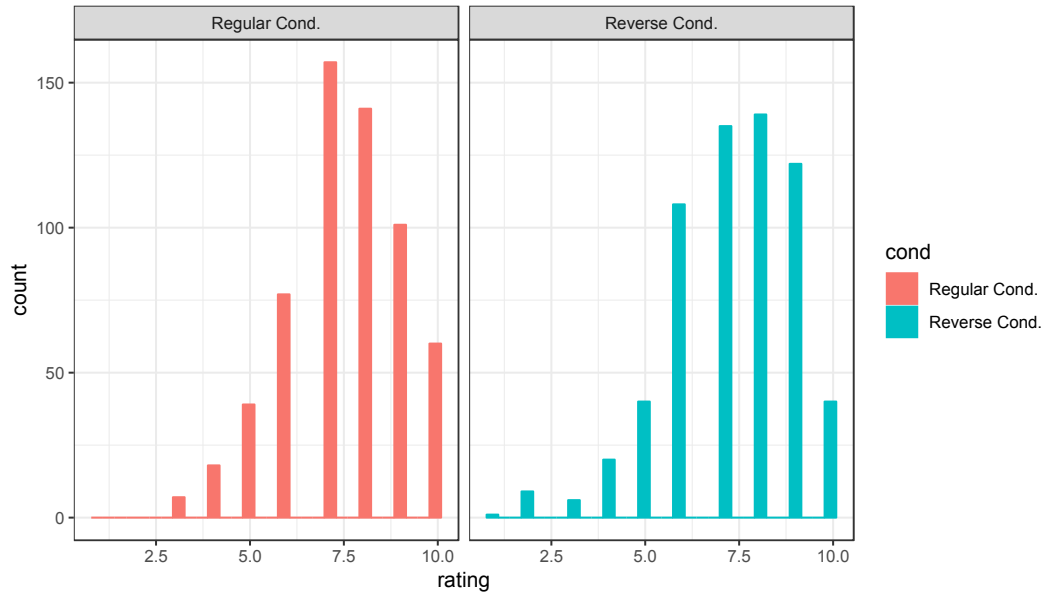 Regular Cond.
Reverse Cond.
count
150
100
50
0
2.5
5.0
7.5
10.0
2.5
5.0
7.5
10.0
rating
cond
Regular Cond.
Reverse Cond.